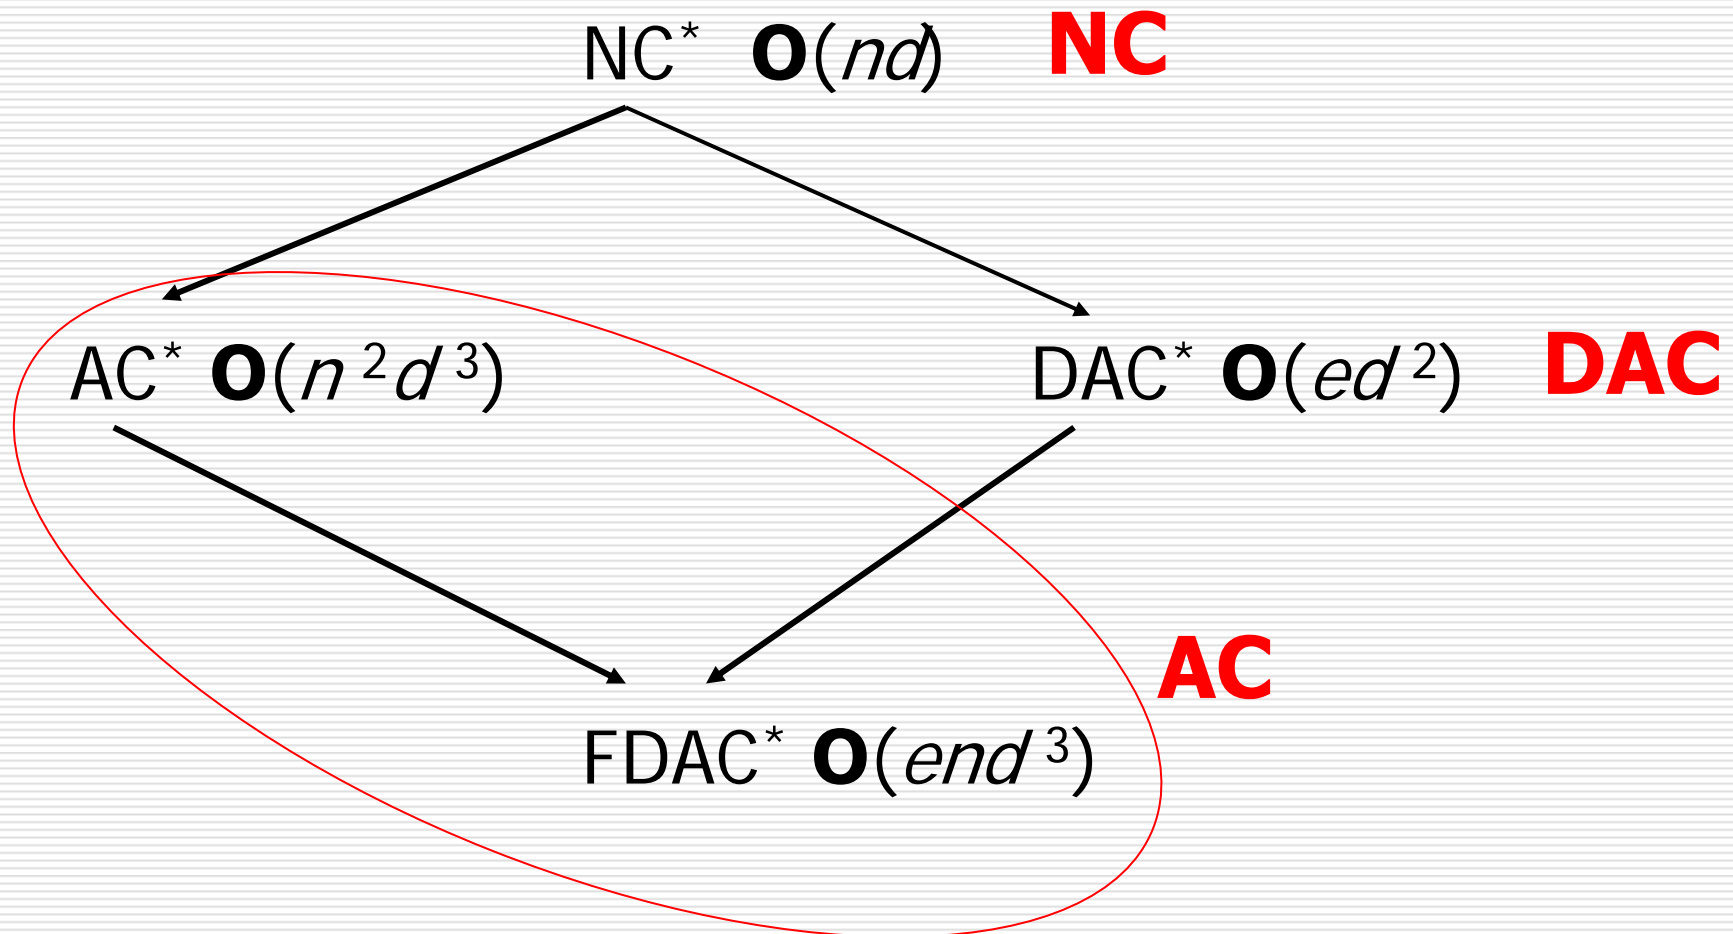 NC* O(nd) NC
AC* O(n²d³) DAC* O(ed²) DAC
AC
FDAC* O(end³)